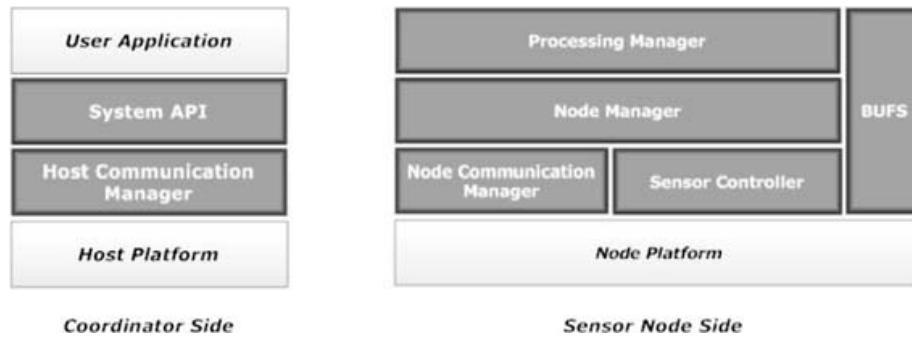 User Application
System API
Host Communication
Manager
Host Platform
Coordinator Side
Processing Manager
Node Manager
BUFS
Node Communication
Manager
Sensor Controller
Node Platform
Sensor Node Side